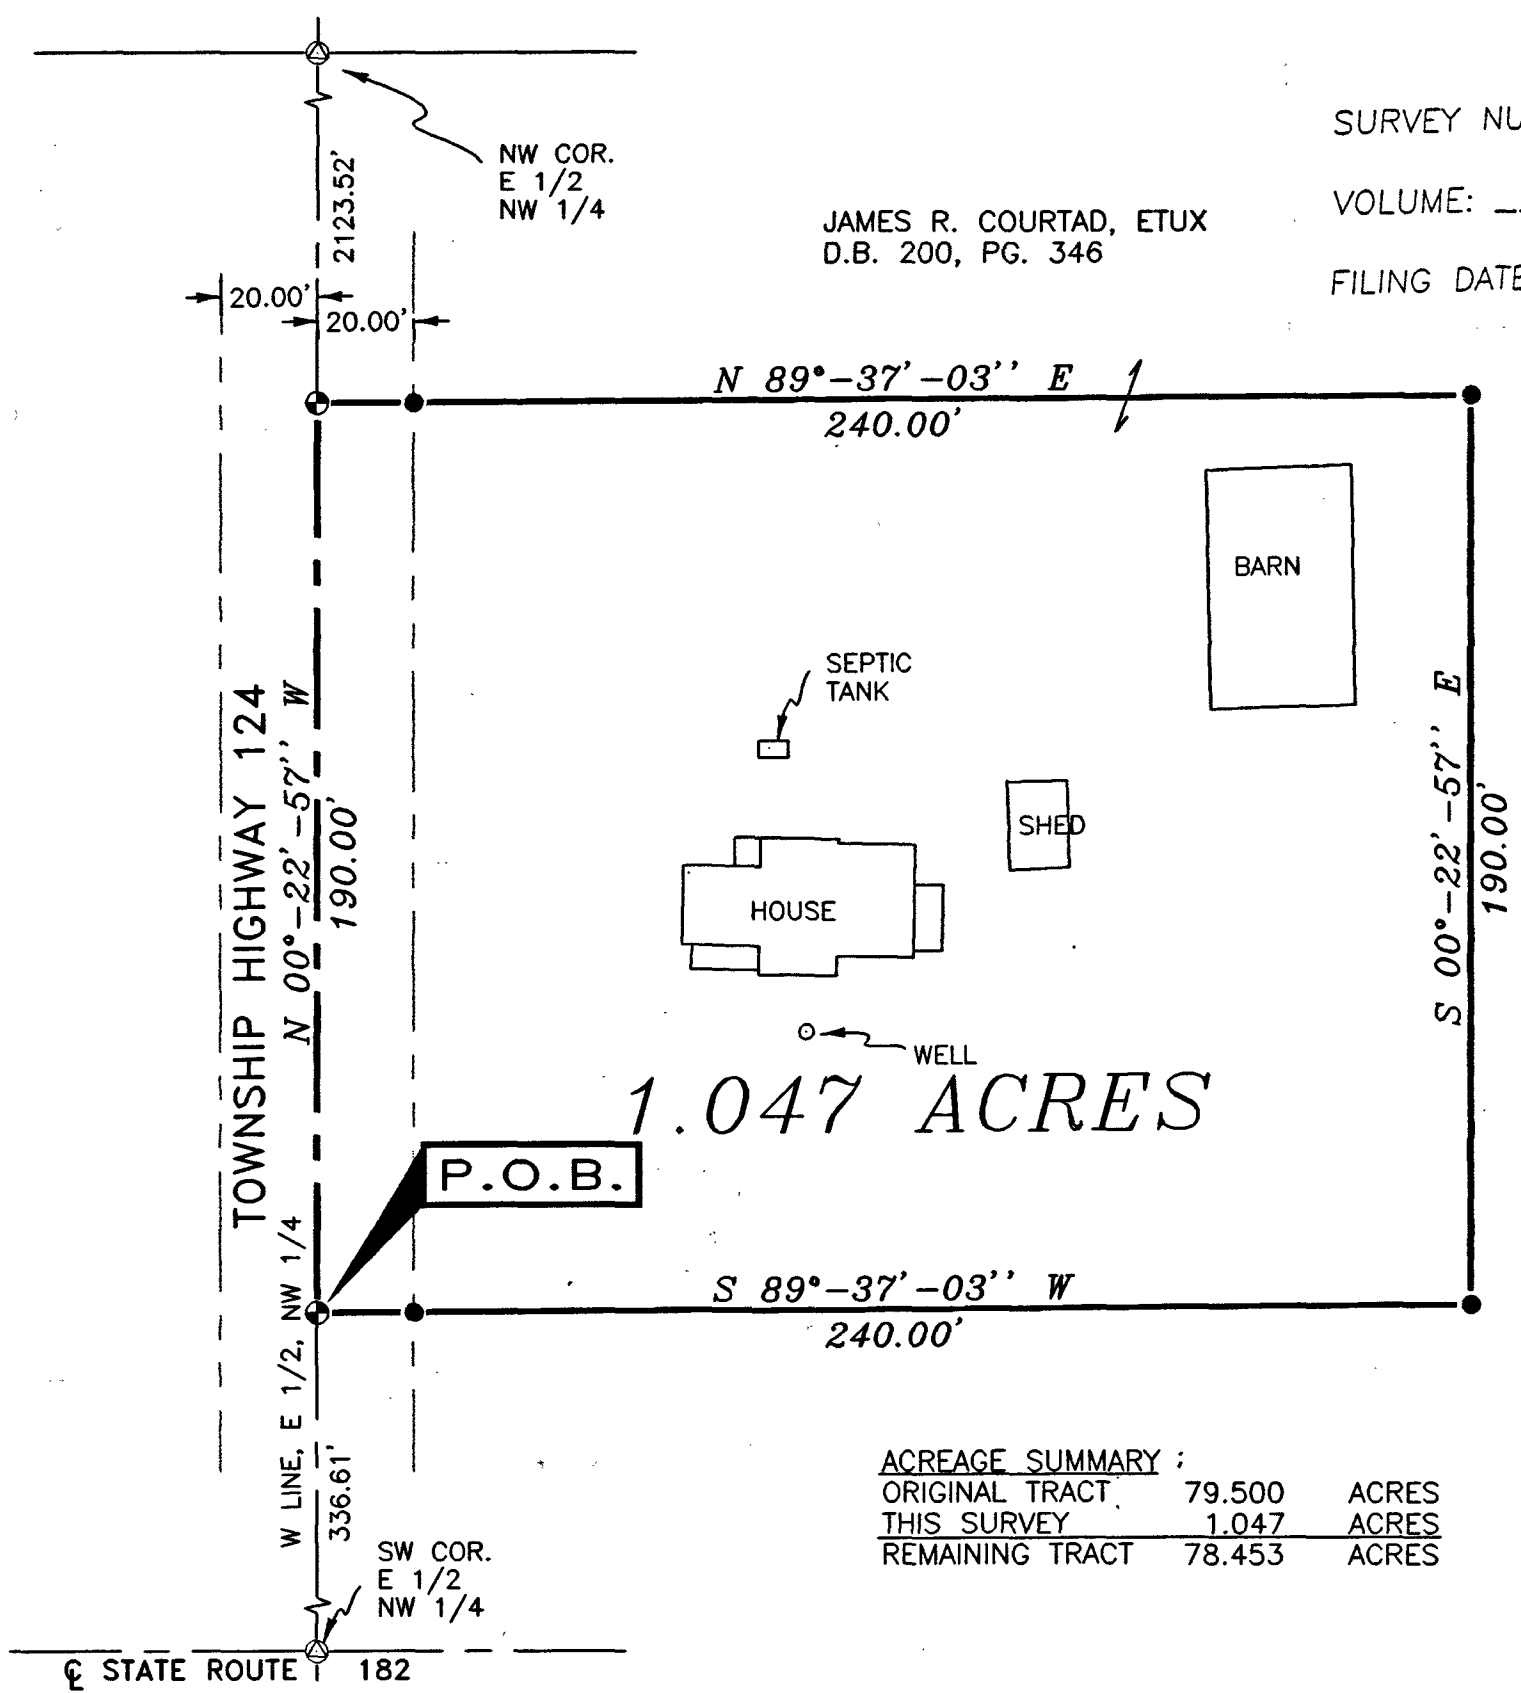 SURVEY NU
NW COR.
E 1/2
NW 1/4
2123.52'
VOLUME:
JAMES R. COURTAD, ETUX
D.B. 200, PG. 346
FILING DATE
20.00'
20.00'
N 89°-37'-03'' E
240.00'
BARN
SEPTIC
TANK
TOWNSHIP HIGHWAY 124
N 00°-22'-57'' W
190.00'
S 00°-22'-57'' E
190.00'
SHED
HOUSE
WELL
1.047 ACRES
P.O.B.
S 89°-37'-03'' W
240.00'
W LINE, E 1/2, NW 1/4
336.61'
ACREAGE SUMMARY :
ORIGINAL TRACT 79.500 ACRES
THIS SURVEY 1.047 ACRES
REMAINING TRACT 78.453 ACRES
SW COR.
E 1/2
NW 1/4
℄ STATE ROUTE 182